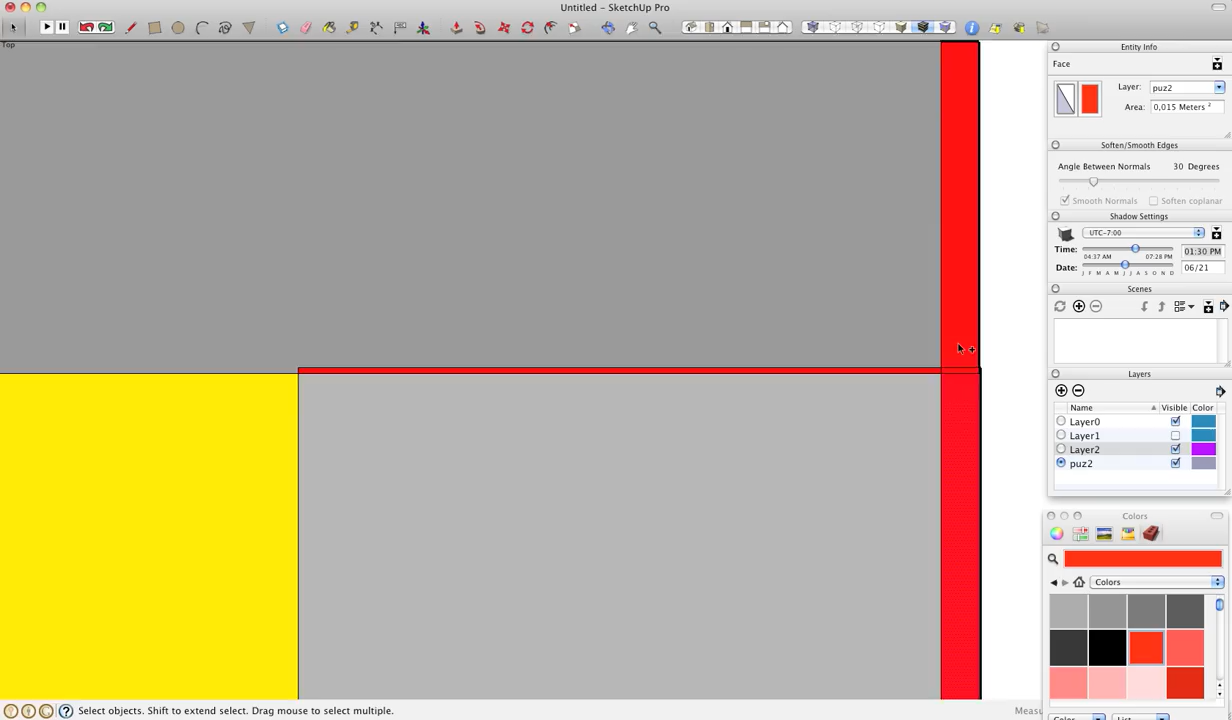 Untitled - SketchUp Pro
Top
Entity Info
Face
Layer: puz2
Area: 0,015 Meters 2
Soften/Smooth Edges
Angle Between Normals 30 Degrees
Smooth Normals Soften coplanar
Shadow Settings
UTC-7:00
Time: 01:30 PM
04:37 AM 07:28 PM
Date: 06/21
J F M A M J J A S O N D
Scenes
Layers
Name Visible Color
Layer0
Layer1
Layer2
puz2
Colors
Colors
Select objects. Shift to extend select. Drag mouse to select multiple.
Measu
Color List